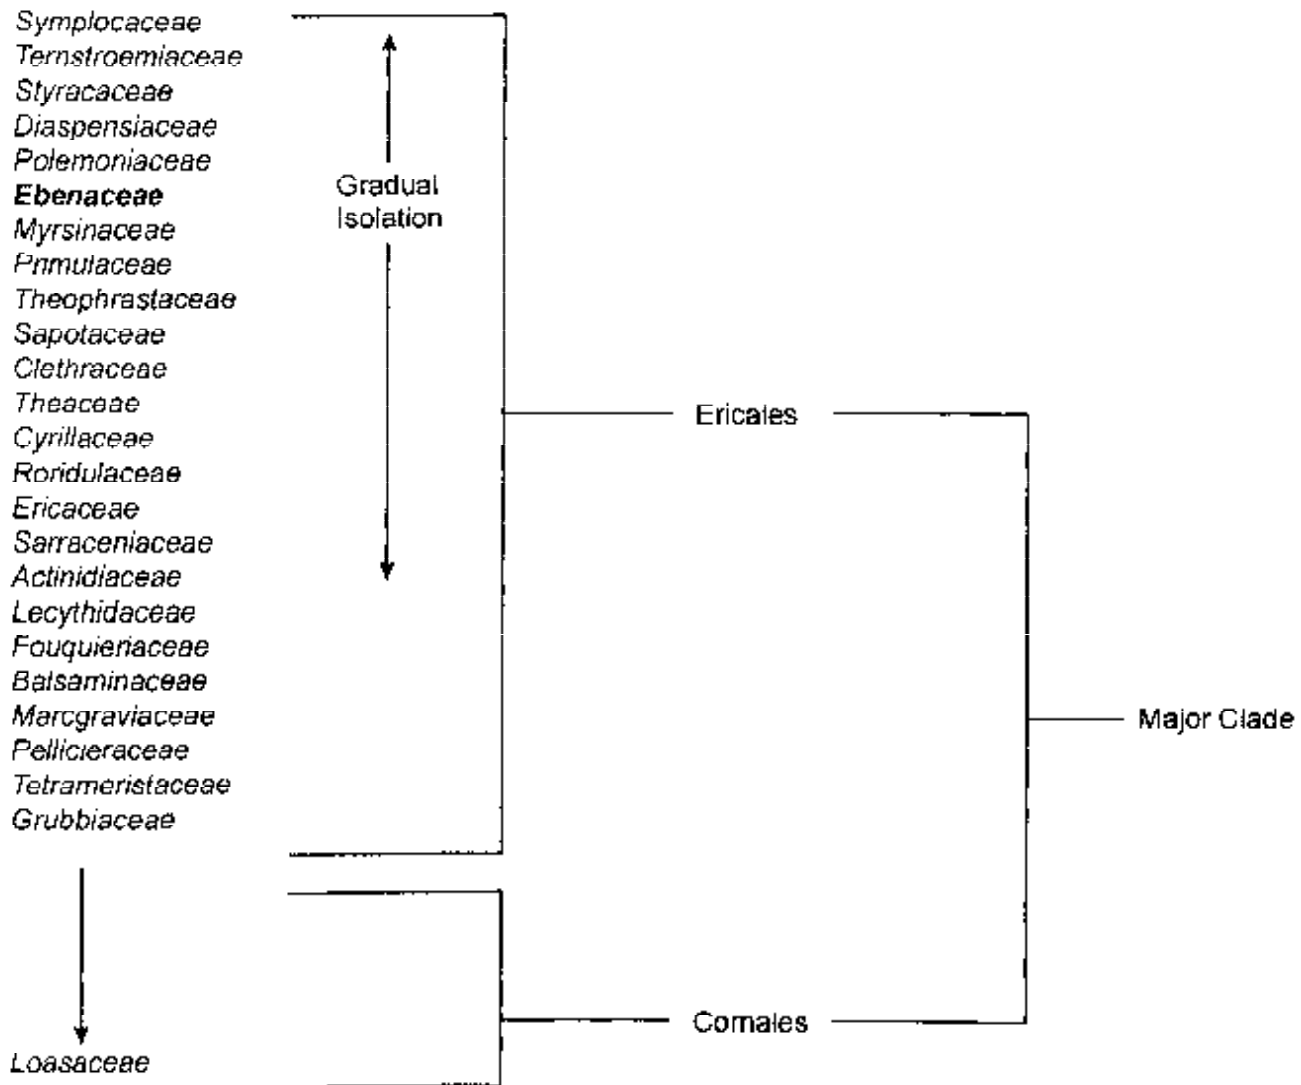 Symplocaceae
Ternstroemiaceae
Styracaceae
Diaspensiaceae
Polemoniaceae
Ebenaceae
Myrsinaceae
Primulaceae
Theophrastaceae
Sapotaceae
Clethraceae
Theaceae
Cyrillaceae
Roridulaceae
Ericaceae
Sarraceniaceae
Actinidiaceae
Lecythidaceae
Fouquieriaceae
Balsaminaceae
Marcgraviaceae
Pellicieraceae
Tetrameristaceae
Grubbiaceae
Loasaceae
Gradual
Isolation
Ericales
Cornales
Major Clade